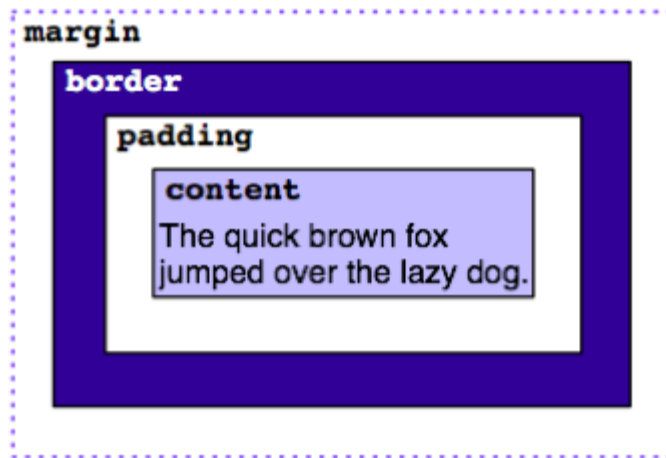 margin
border
padding
content
The quick brown fox
jumped over the lazy dog.